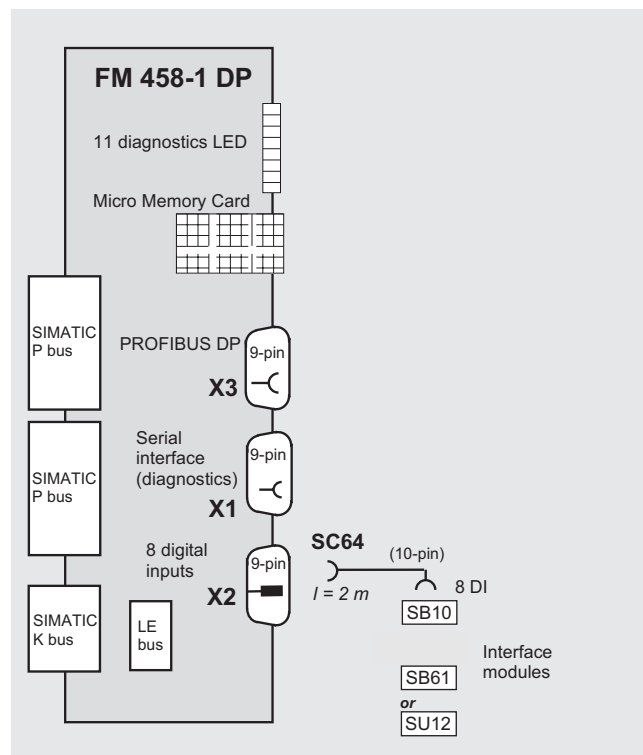 FM 458-1 DP
11 diagnostics LED
Micro Memory Card
SIMATIC
P bus
PROFIBUS DP
9-pin
X3
SIMATIC
P bus
Serial
interface
(diagnostics)
9-pin
X1
8 digital
inputs
9-pin
X2
SIMATIC
K bus
LE
bus
SC64
(10-pin)
l = 2 m
8 DI
SB10
Interface
modules
SB61
or
SU12